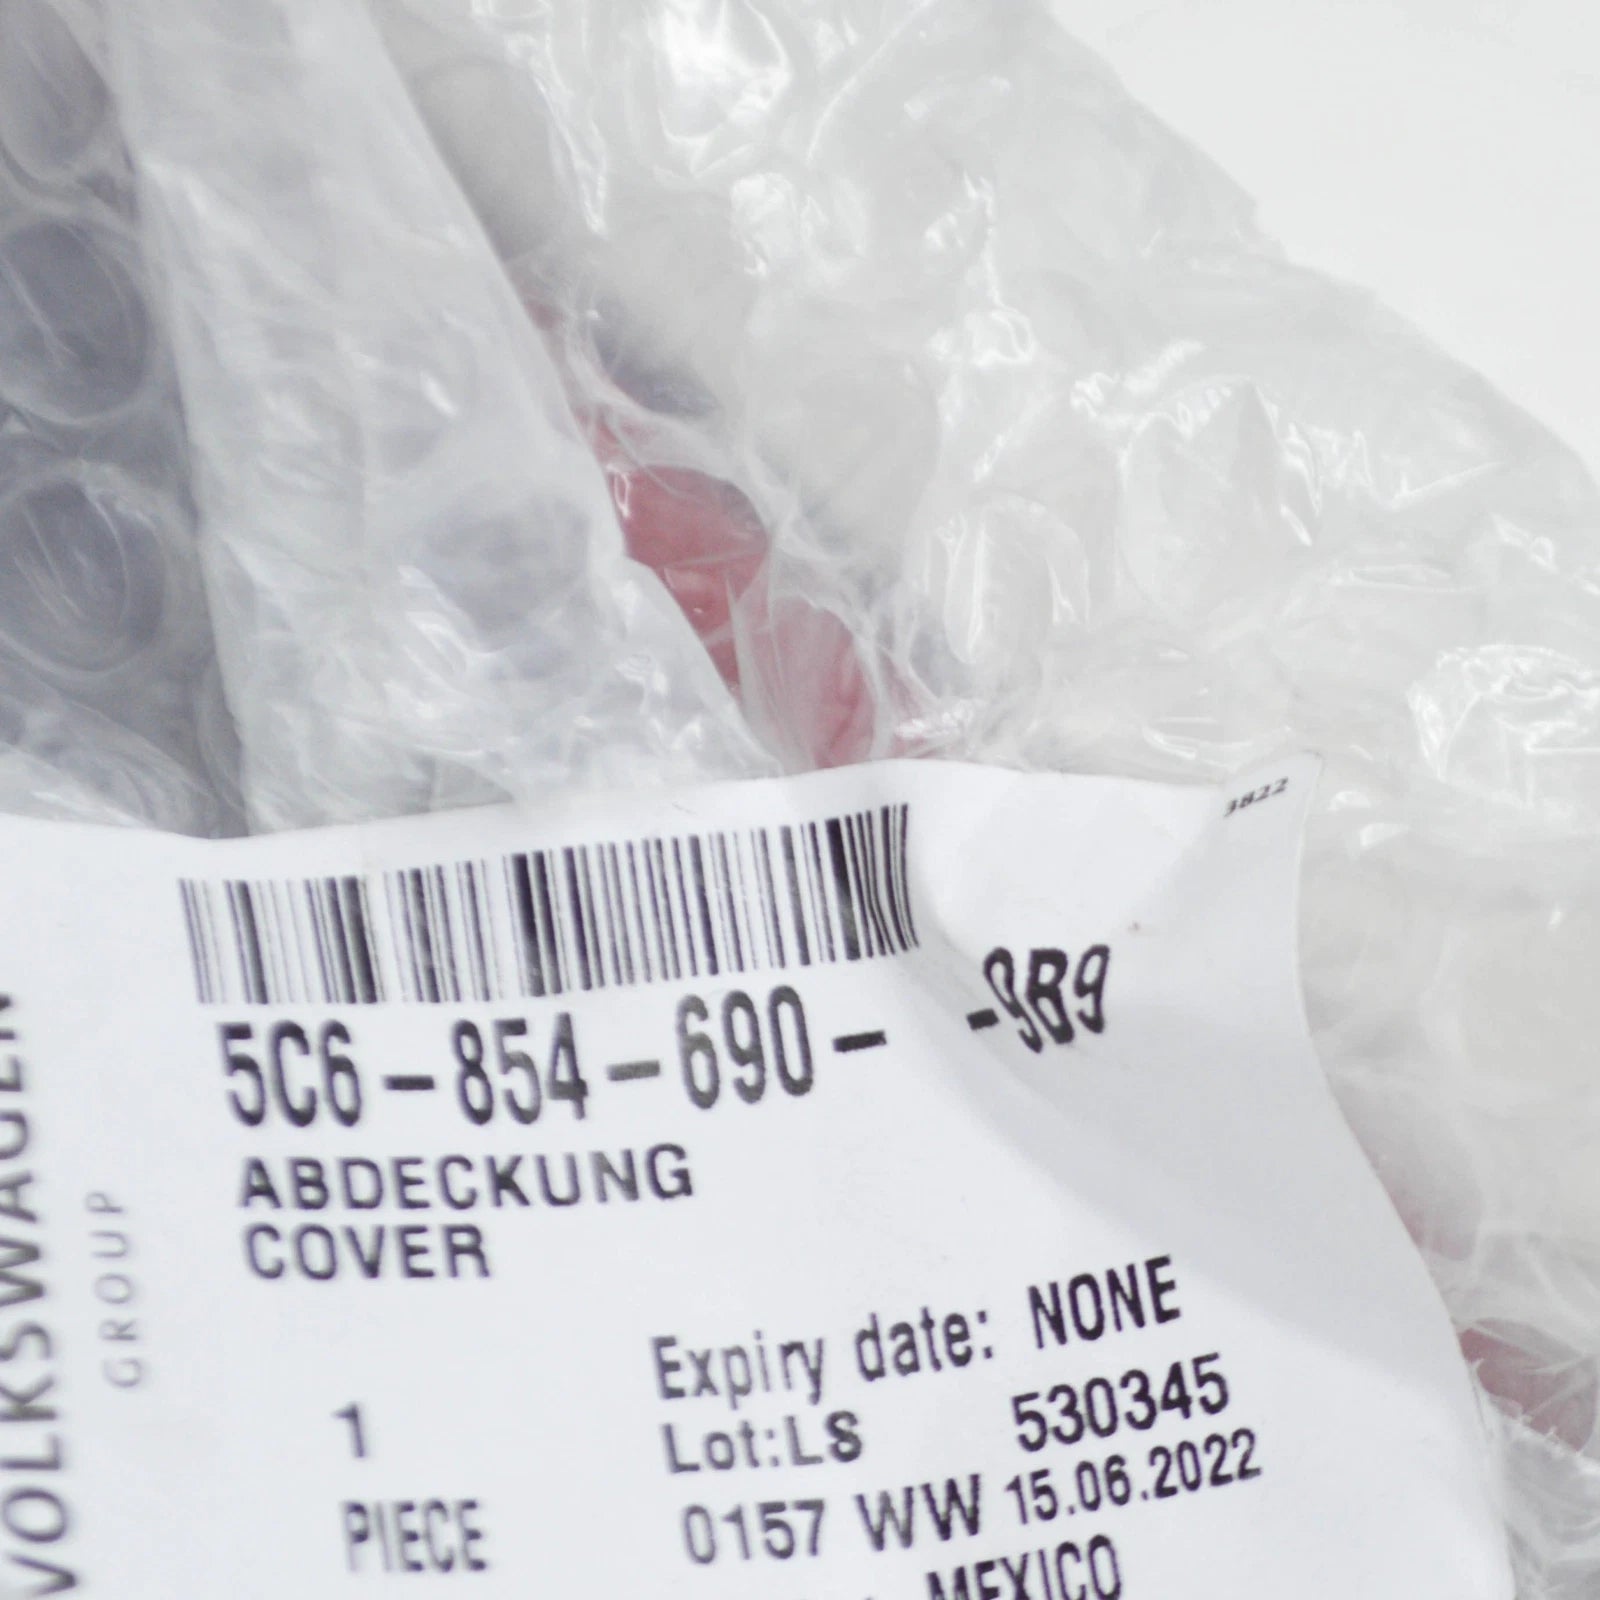 3822
5C6-854-690- -9B9
ABDECKUNG
COVER
Expiry date: NONE
1 Lot:LS 530345
PIECE 0157 WW 15.06.2022
MEXICO
VOLKSWAGEN
GROUP